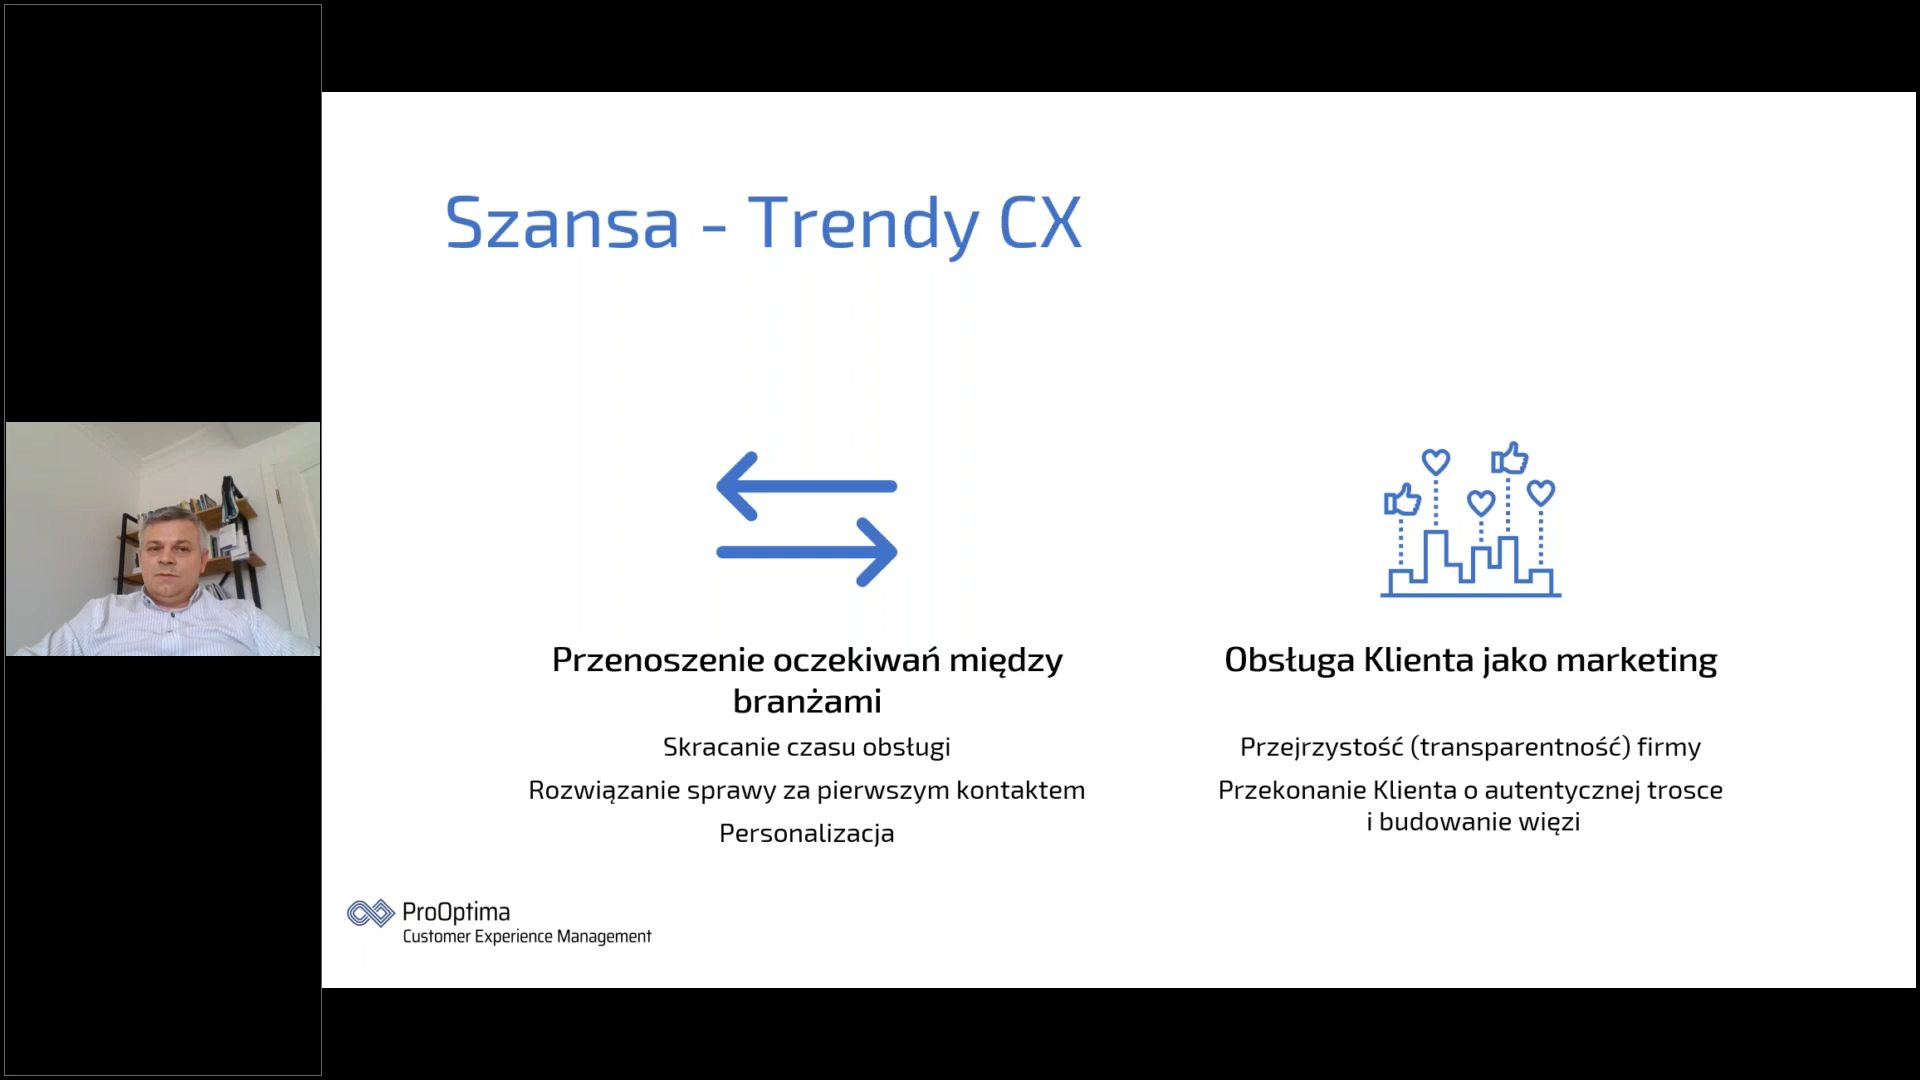 Szansa - Trendy CX
Przenoszenie oczekiwań między
branżami
Skracanie czasu obsługi
Rozwiązanie sprawy za pierwszym kontaktem
Personalizacja
Obsługa Klienta jako marketing
Przejrzystość (transparentność) firmy
Przekonanie Klienta o autentycznej trosce
i budowanie więzi
ProOptima
Customer Experience Management